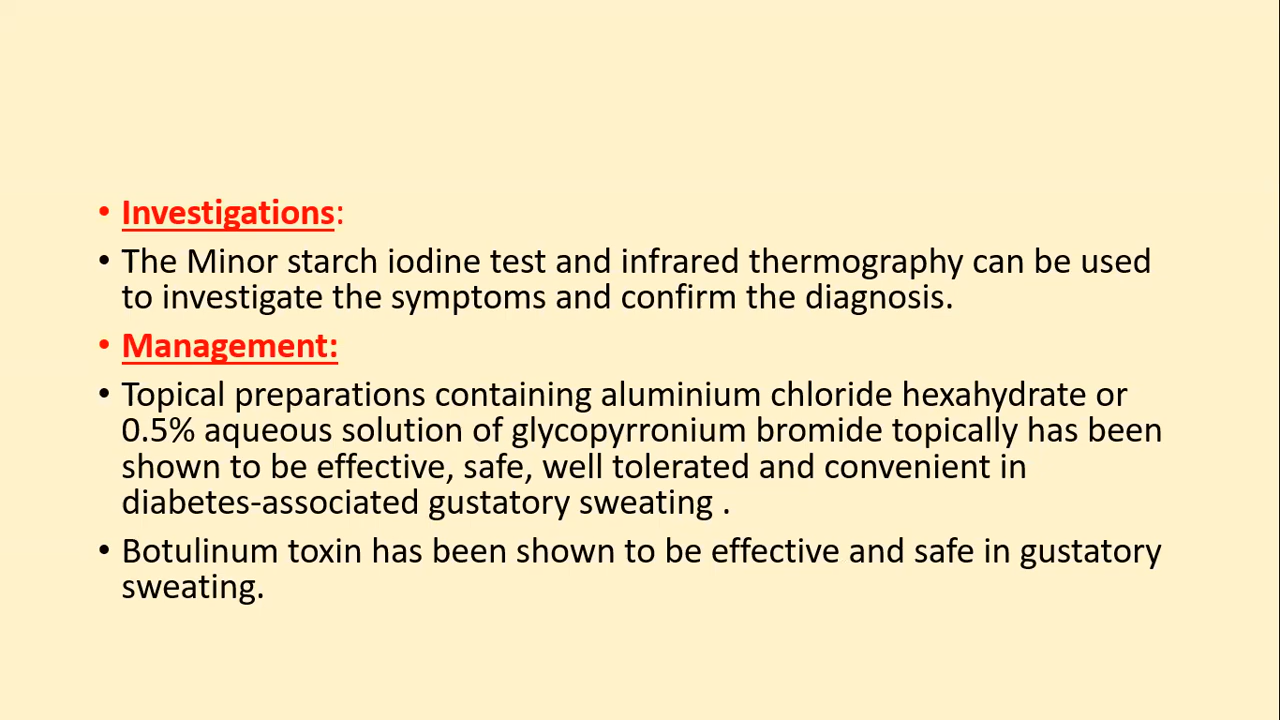 • Investigations:
• The Minor starch iodine test and infrared thermography can be used
to investigate the symptoms and confirm the diagnosis.
• Management:
• Topical preparations containing aluminium chloride hexahydrate or
0.5% aqueous solution of glycopyrronium bromide topically has been
shown to be effective, safe, well tolerated and convenient in
diabetes-associated gustatory sweating .
• Botulinum toxin has been shown to be effective and safe in gustatory
sweating.